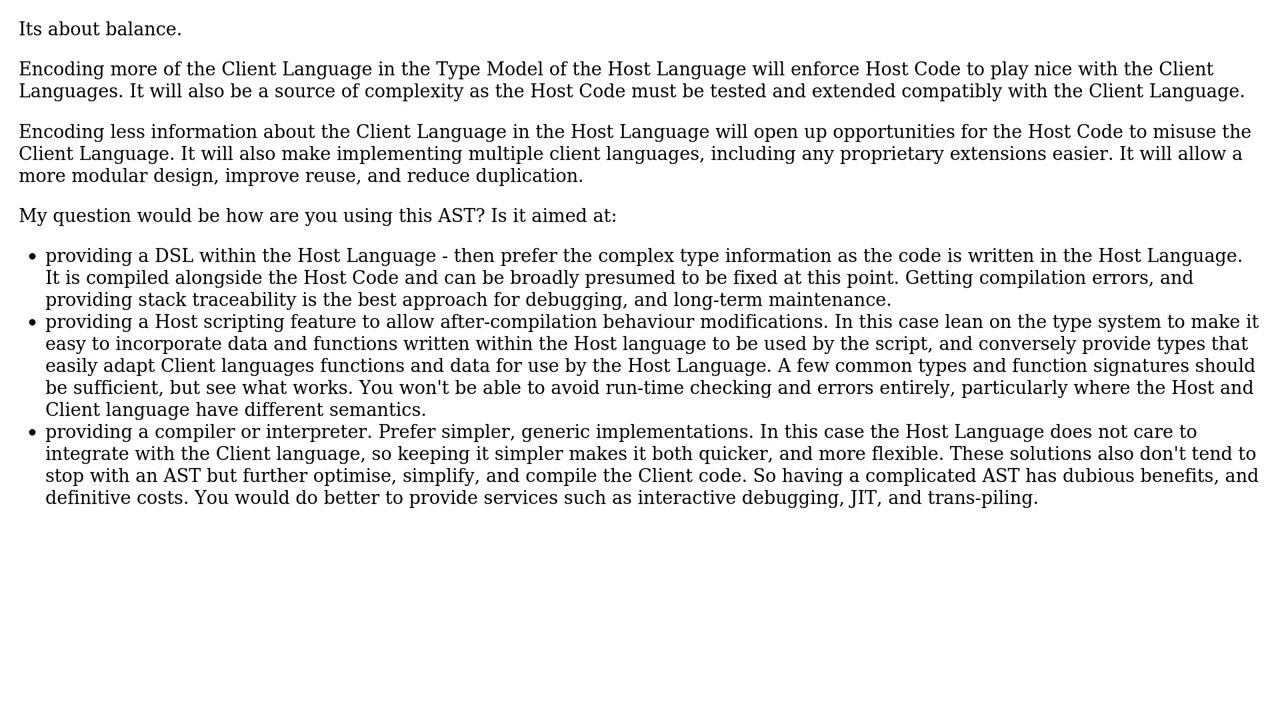 Its about balance.
Encoding more of the Client Language in the Type Model of the Host Language will enforce Host Code to play nice with the Client
Languages. It will also be a source of complexity as the Host Code must be tested and extended compatibly with the Client Language.
Encoding less information about the Client Language in the Host Language will open up opportunities for the Host Code to misuse the
Client Language. It will also make implementing multiple client languages, including any proprietary extensions easier. It will allow a
more modular design, improve reuse, and reduce duplication.
My question would be how are you using this AST? Is it aimed at:
• providing a DSL within the Host Language - then prefer the complex type information as the code is written in the Host Language.
It is compiled alongside the Host Code and can be broadly presumed to be fixed at this point. Getting compilation errors, and
providing stack traceability is the best approach for debugging, and long-term maintenance.
• providing a Host scripting feature to allow after-compilation behaviour modifications. In this case lean on the type system to make it
easy to incorporate data and functions written within the Host language to be used by the script, and conversely provide types that
easily adapt Client languages functions and data for use by the Host Language. A few common types and function signatures should
be sufficient, but see what works. You won't be able to avoid run-time checking and errors entirely, particularly where the Host and
Client language have different semantics.
• providing a compiler or interpreter. Prefer simpler, generic implementations. In this case the Host Language does not care to
integrate with the Client language, so keeping it simpler makes it both quicker, and more flexible. These solutions also don't tend to
stop with an AST but further optimise, simplify, and compile the Client code. So having a complicated AST has dubious benefits, and
definitive costs. You would do better to provide services such as interactive debugging, JIT, and trans-piling.